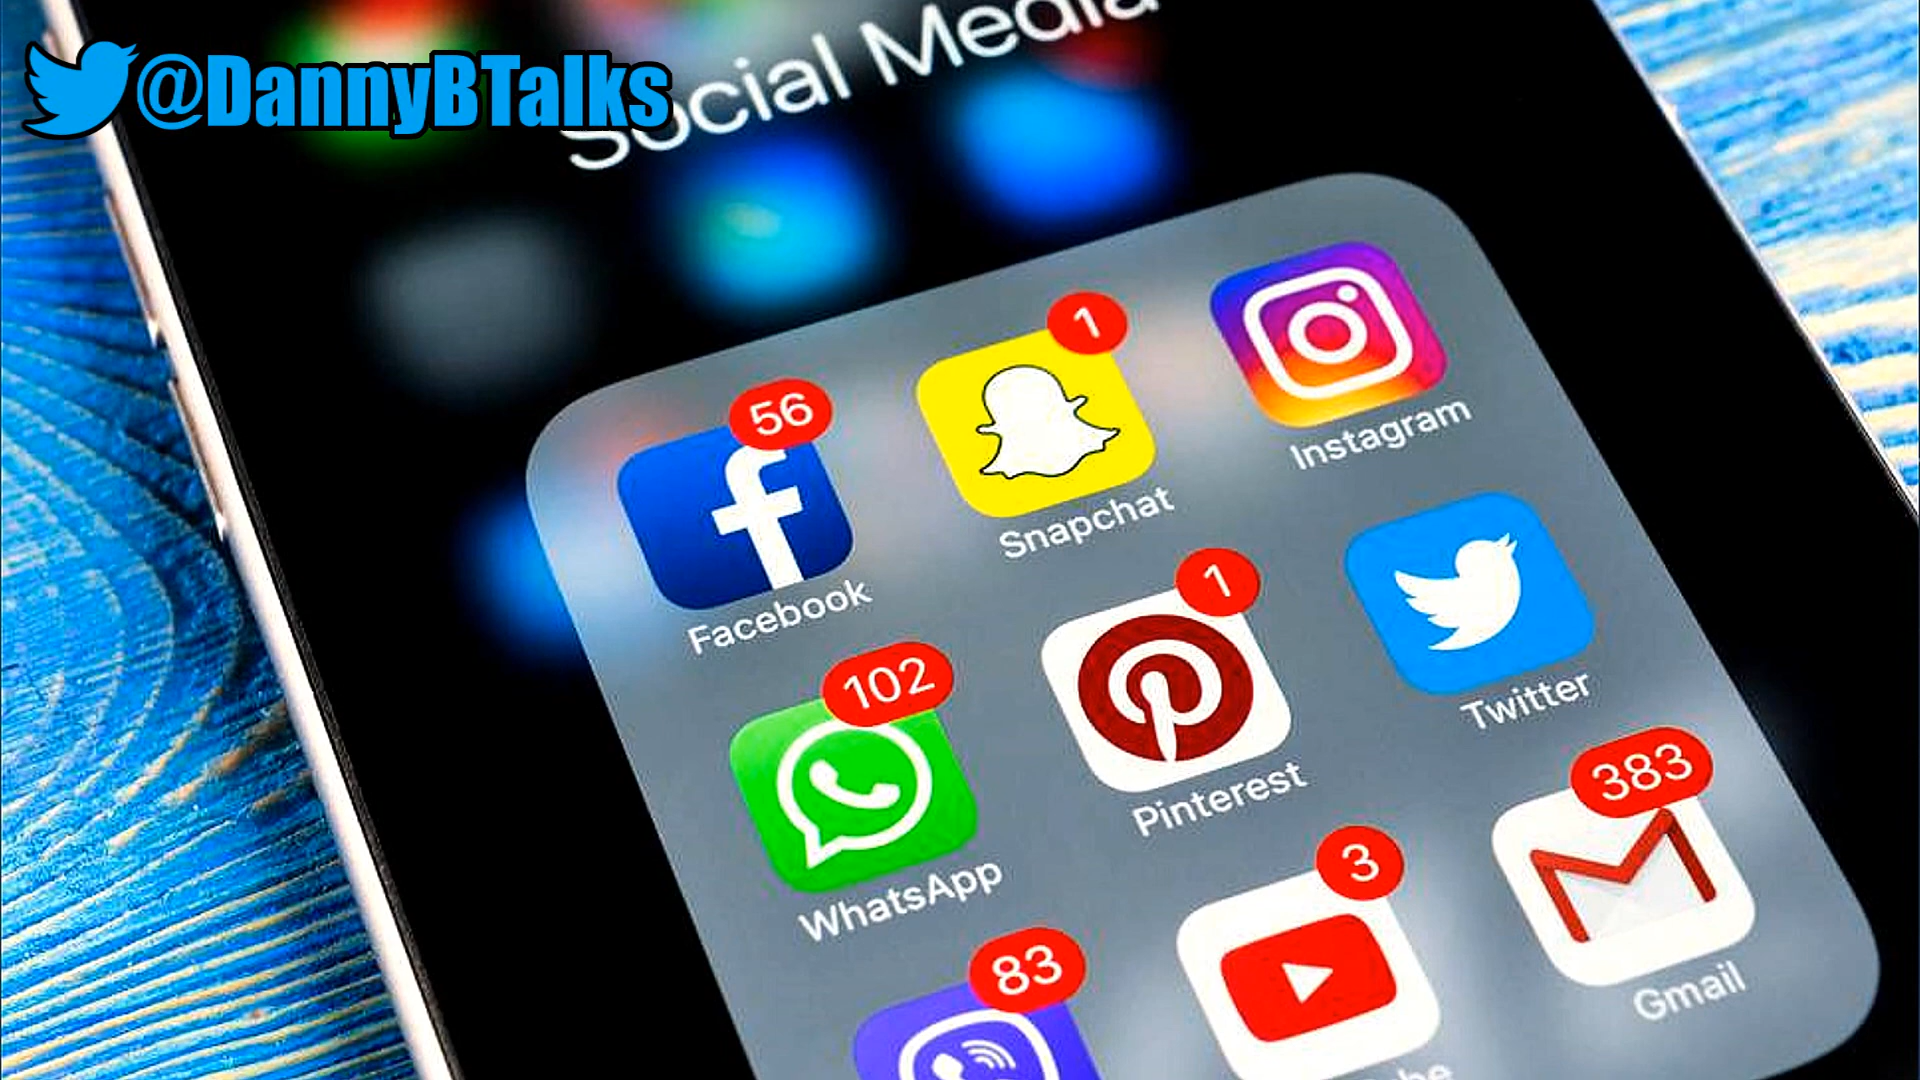 @DannyBTalks
Social Media
56
1
Facebook
Snapchat
Instagram
102
1
WhatsApp
Pinterest
Twitter
83
3
383
Gmail